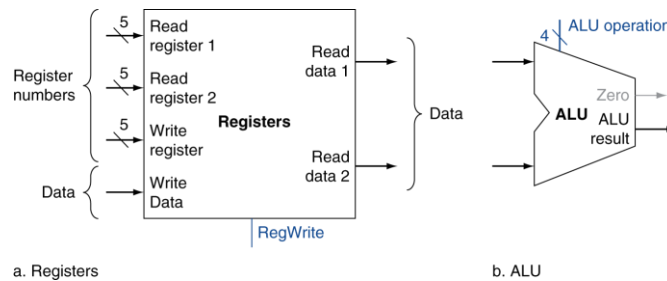 5
Read
register 1
5
Read
register 2
5
Write
register
Write
Data
Register
numbers
Data
Registers
Read
data 1
Read
data 2
Data
RegWrite
a. Registers
4
ALU operation
ALU
Zero
ALU
result
b. ALU